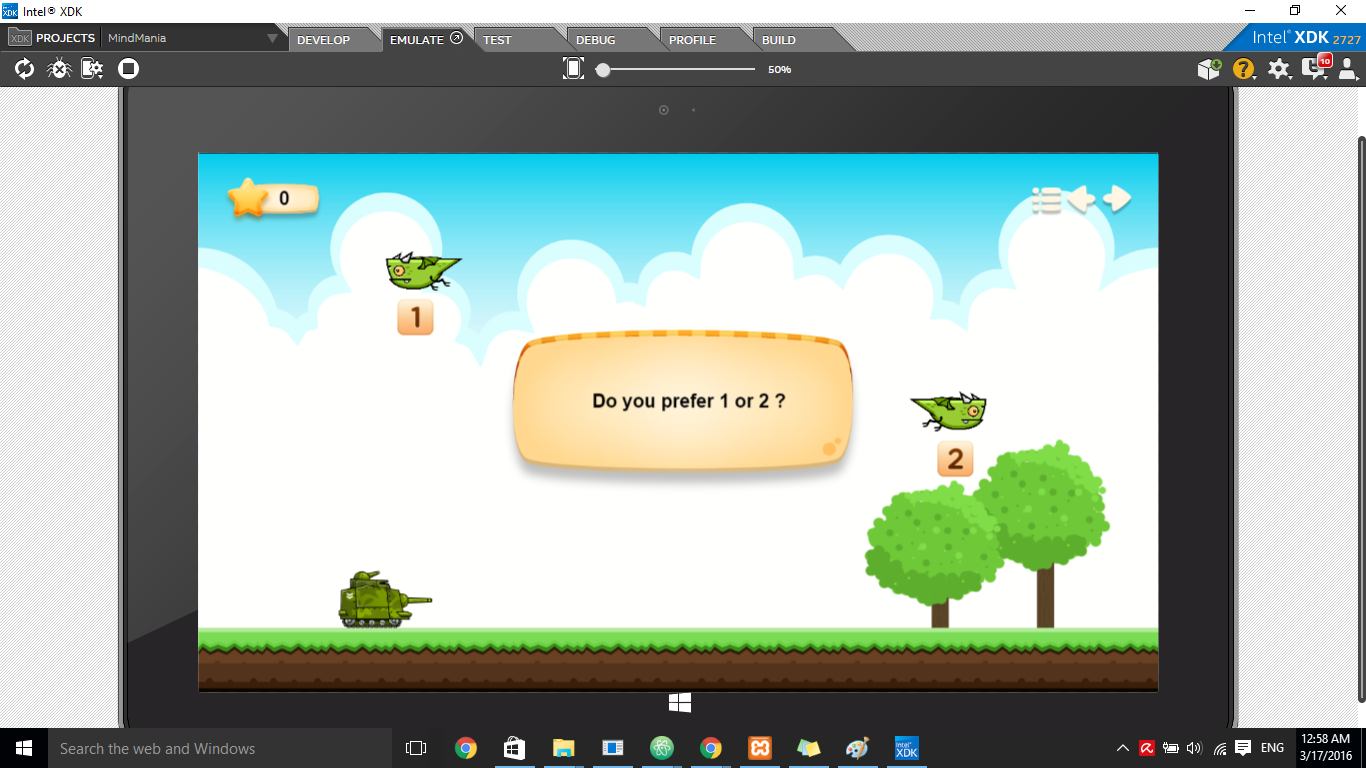 Intel® XDK
XDK PROJECTS MindMania
DEVELOP EMULATE TEST DEBUG PROFILE BUILD
Intel® XDK 2727
50%
10
0
1
Do you prefer 1 or 2 ?
2
Search the web and Windows
intel XDK
ENG
12:58 AM
3/17/2016